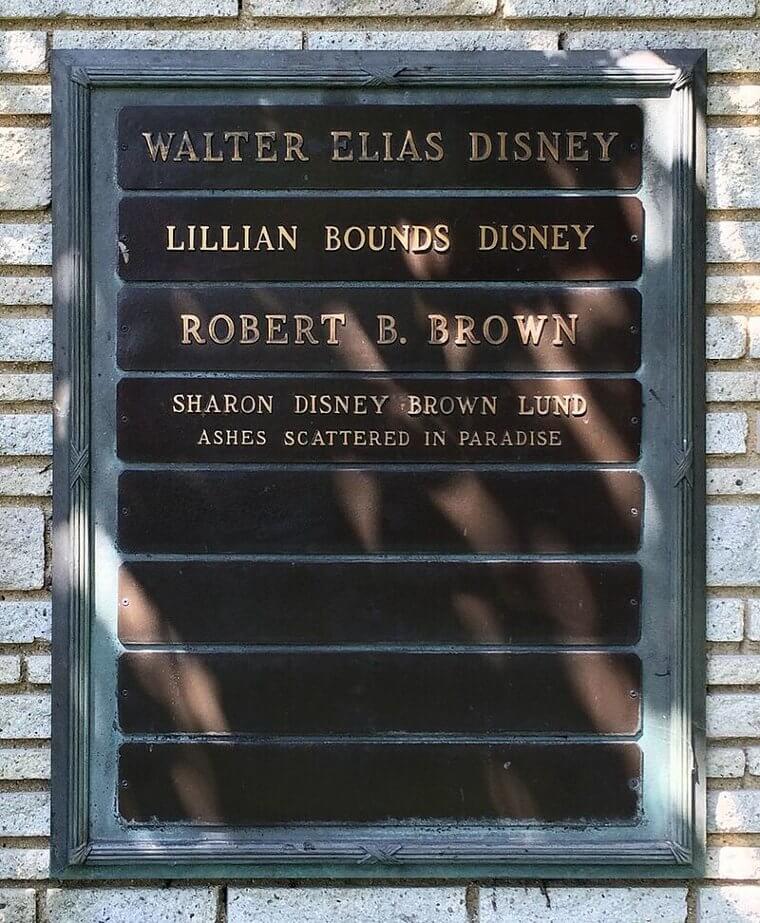 WALTER ELIAS DISNEY
LILLIAN BOUNDS DISNEY
ROBERT B. BROWN
SHARON DISNEY BROWN LUND
ASHES SCATTERED IN PARADISE